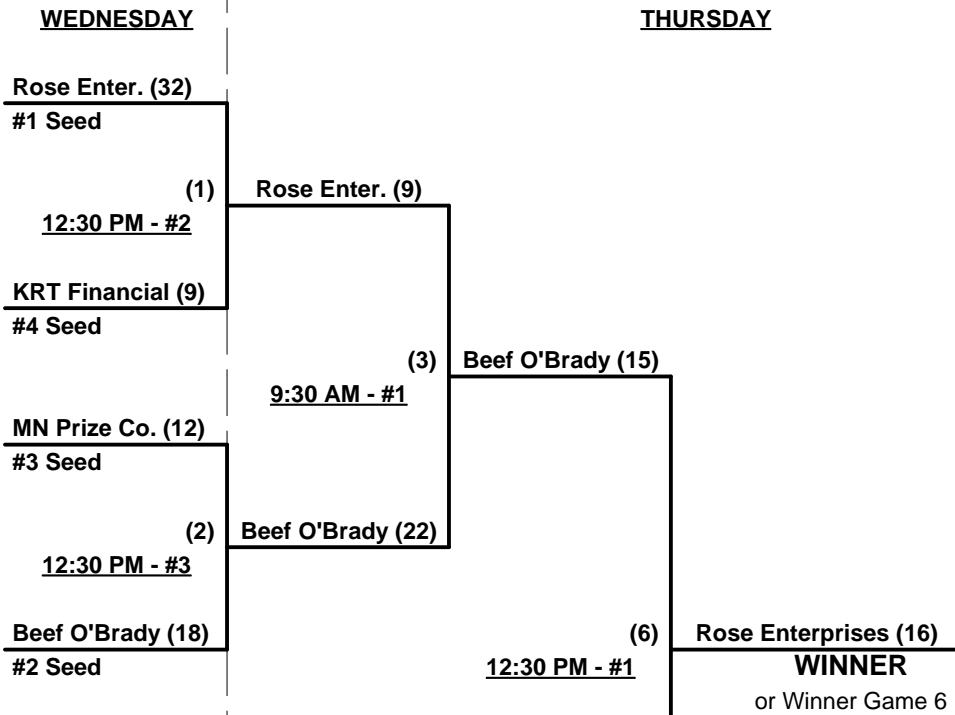 WEDNESDAY
THURSDAY
Rose Enter. (32)
#1 Seed
(1)
Rose Enter. (9)
12:30 PM - #2
KRT Financial (9)
#4 Seed
(3)
Beef O'Brady (15)
9:30 AM - #1
MN Prize Co. (12)
#3 Seed
(2)
Beef O'Brady (22)
12:30 PM - #3
Beef O'Brady (18)
#2 Seed
(6)
Rose Enterprises (16)
12:30 PM - #1
WINNER
or Winner Game 6